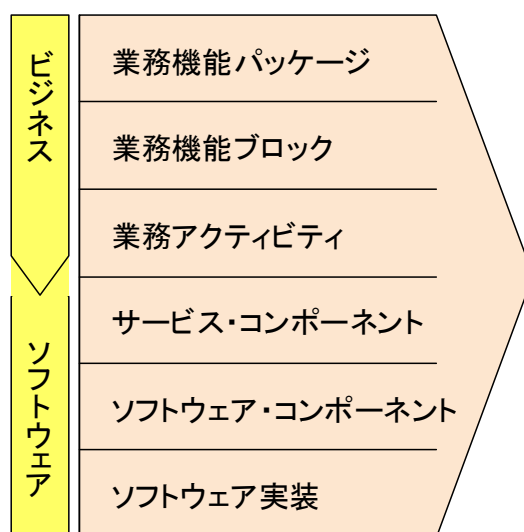 ビジネス
業務機能パッケージ
業務機能ブロック
業務アクティビティ
ソフトウェア
サービス・コンポーネント
ソフトウェア・コンポーネント
ソフトウェア実装